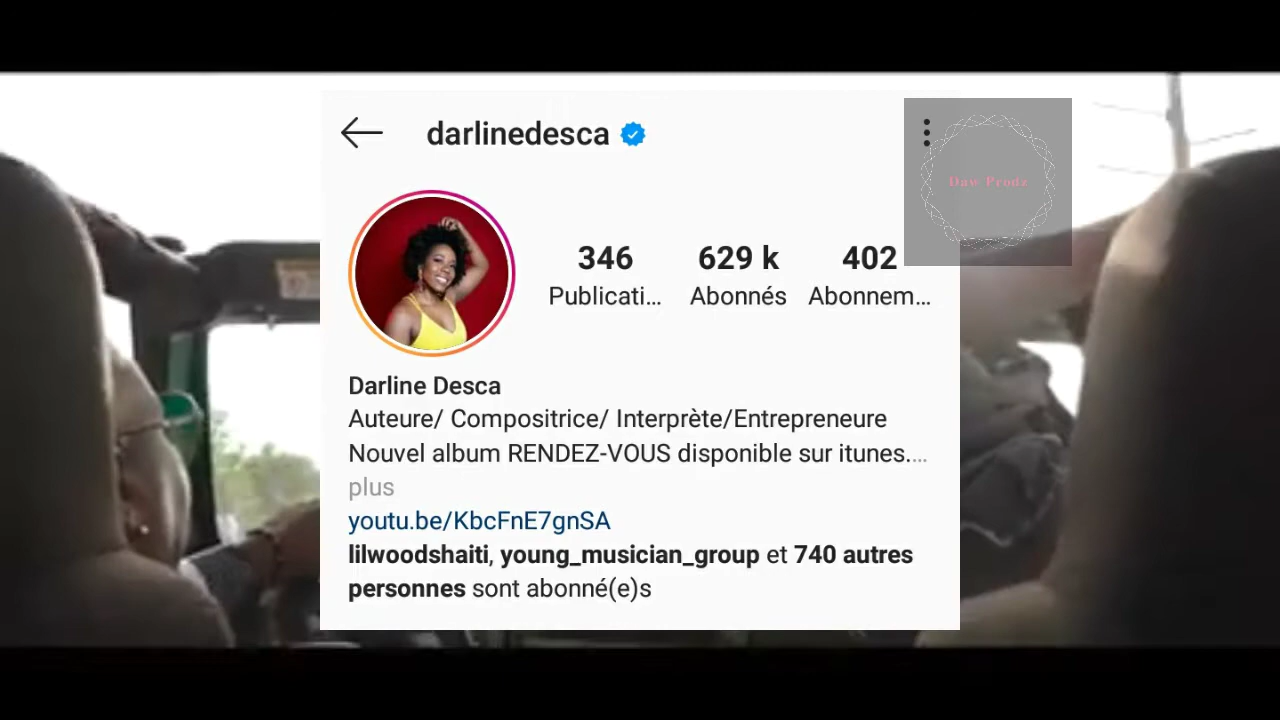 darlinedesca
Daw Prodz
346
629 k
402
Publicati...
Abonnés
Abonnem...
Darline Desca
Auteure/ Compositrice/ Interprète/Entrepreneure
Nouvel album RENDEZ-VOUS disponible sur itunes....
plus
youtu.be/KbcFnE7gnSA
lilwoodshaiti, young_musician_group et 740 autres
personnes sont abonné(e)s